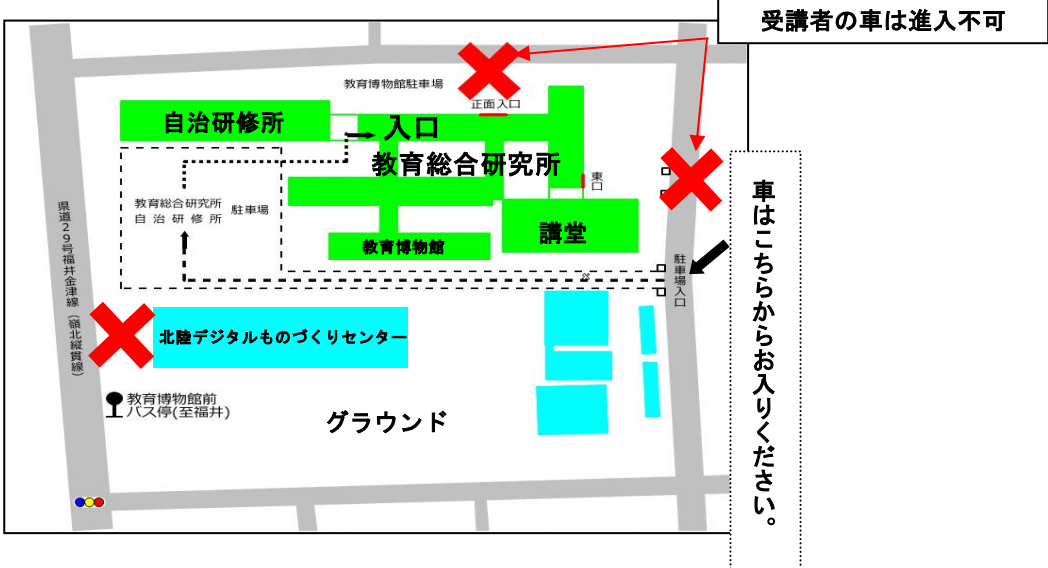 受講者の車は進入不可
教育博物館駐車場
正面入口
自治研修所
入口
教育総合研究所
東口
教育総合研究所
自治研修所
駐車場
講堂
教育博物館
車はこちらからお入りください。
県道29号福井金津線(嶺北縦貫線)
駐車場入口
北陸デジタルものづくりセンター
教育博物館前
バス停(至福井)
グラウンド